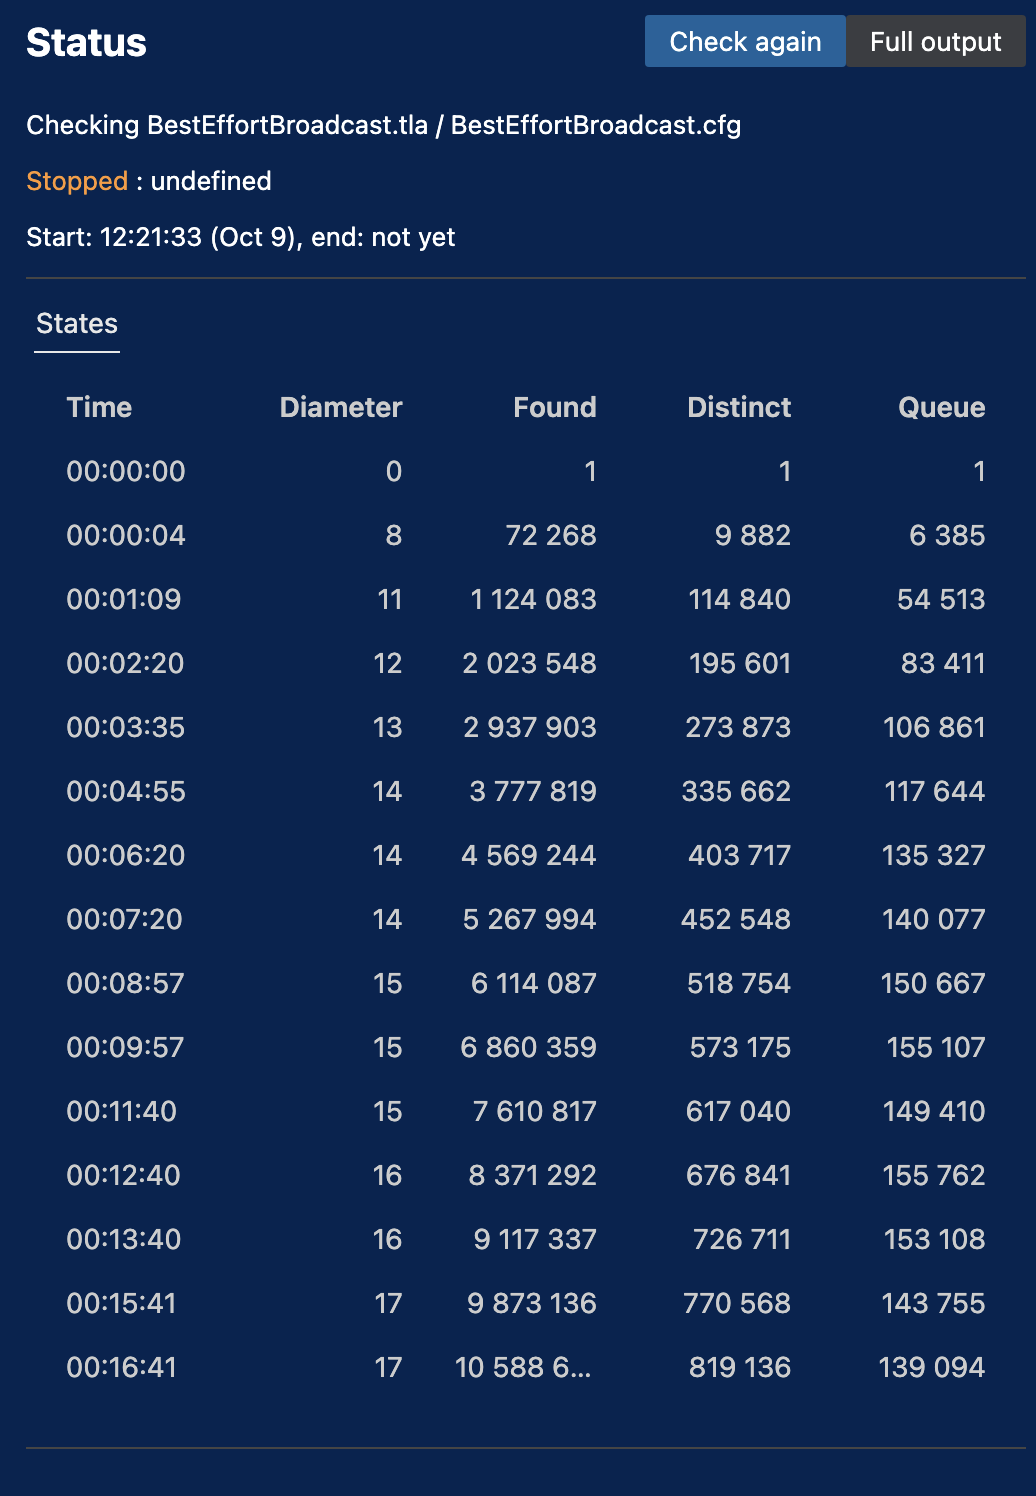 Status
Check again Full output
Checking BestEffortBroadcast.tla / BestEffortBroadcast.cfg
Stopped : undefined
Start: 12:21:33 (Oct 9), end: not yet
States
Time Diameter Found Distinct Queue
00:00:00 0 1 1 1
00:00:04 8 72 268 9 882 6 385
00:01:09 11 1 124 083 114 840 54 513
00:02:20 12 2 023 548 195 601 83 411
00:03:35 13 2 937 903 273 873 106 861
00:04:55 14 3 777 819 335 662 117 644
00:06:20 14 4 569 244 403 717 135 327
00:07:20 14 5 267 994 452 548 140 077
00:08:57 15 6 114 087 518 754 150 667
00:09:57 15 6 860 359 573 175 155 107
00:11:40 15 7 610 817 617 040 149 410
00:12:40 16 8 371 292 676 841 155 762
00:13:40 16 9 117 337 726 711 153 108
00:15:41 17 9 873 136 770 568 143 755
00:16:41 17 10 588 6... 819 136 139 094